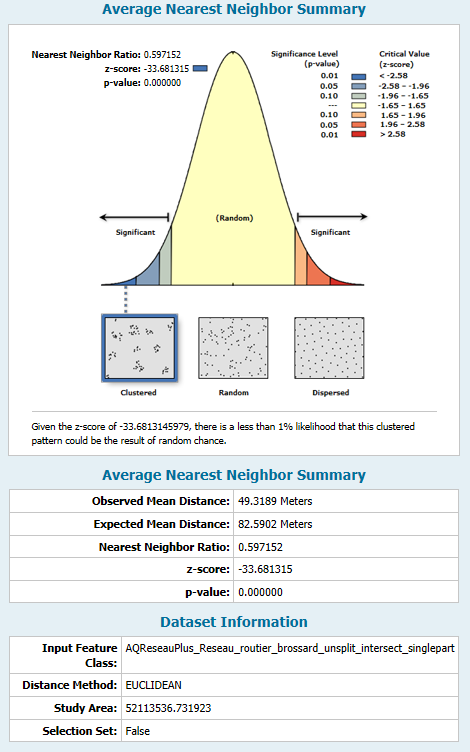 Average Nearest Neighbor Summary
Nearest Neighbor Ratio: 0.597152
z-score: -33.681315
p-value: 0.000000
Significance Level
(p-value)
Critical Value
(z-score)
0.01 < -2.58
0.05 -2.58 - -1.96
0.10 -1.96 - -1.65
--- -1.65 - 1.65
0.10 1.65 - 1.96
0.05 1.96 - 2.58
0.01 > 2.58
(Random)
Significant Significant
Clustered Random Dispersed
Given the z-score of -33.6813145979, there is a less than 1% likelihood that this clustered
pattern could be the result of random chance.
Average Nearest Neighbor Summary
Observed Mean Distance: 49.3189 Meters
Expected Mean Distance: 82.5902 Meters
Nearest Neighbor Ratio: 0.597152
z-score: -33.681315
p-value: 0.000000
Dataset Information
Input Feature AQReseauPlus_Reseau_routier_brossard_unsplit_intersect_singlepart
Class:
Distance Method: EUCLIDEAN
Study Area: 52113536.731923
Selection Set: False